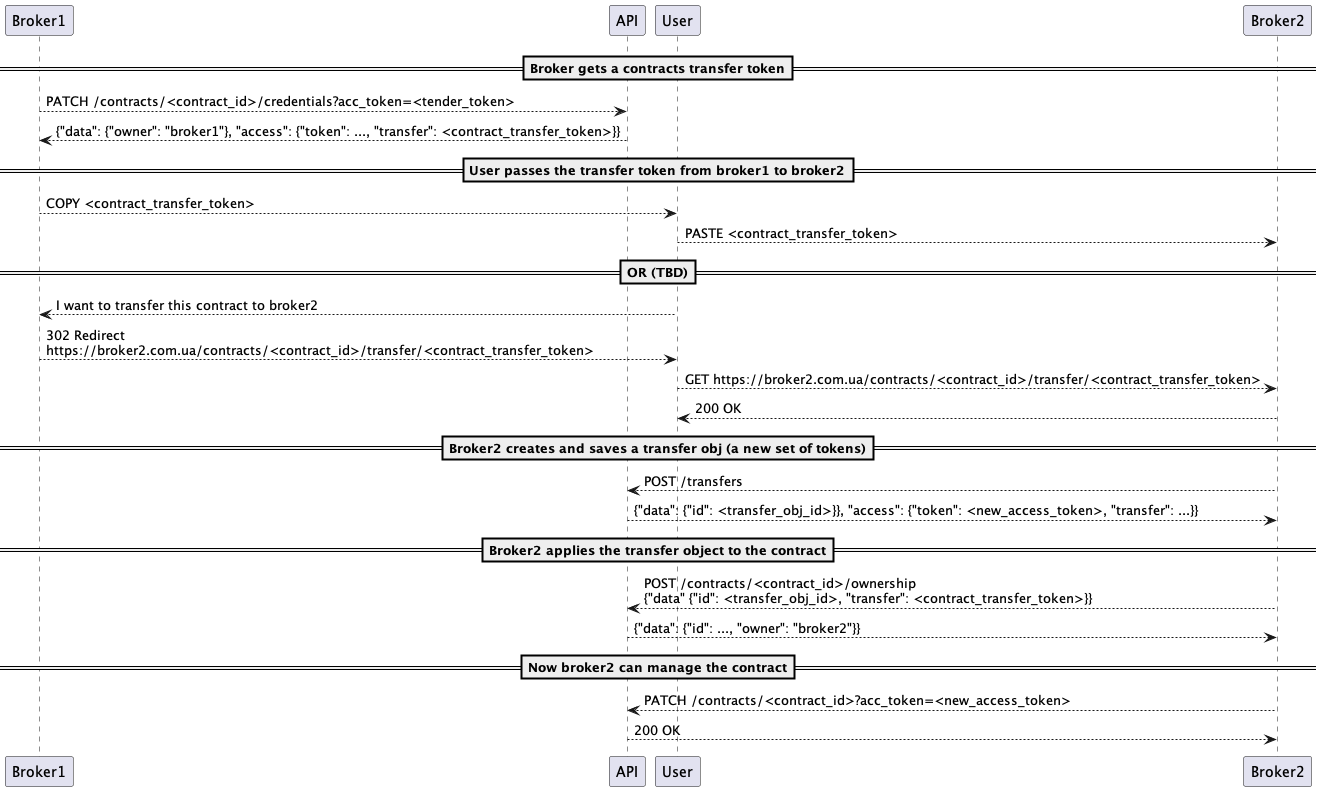 Broker1 API User Broker2
Broker gets a contracts transfer token
PATCH /contracts/<contract_id>/credentials?acc_token=<tender_token>
{"data": {"owner": "broker1"}, "access": {"token": ..., "transfer": <contract_transfer_token>}}
User passes the transfer token from broker1 to broker2
COPY <contract_transfer_token>
PASTE <contract_transfer_token>
OR (TBD)
I want to transfer this contract to broker2
302 Redirect
https://broker2.com.ua/contracts/<contract_id>/transfer/<contract_transfer_token>
GET https://broker2.com.ua/contracts/<contract_id>/transfer/<contract_transfer_token>
200 OK
Broker2 creates and saves a transfer obj (a new set of tokens)
POST /transfers
{"data": {"id": <transfer_obj_id>}}, "access": {"token": <new_access_token>, "transfer": ...}}
Broker2 applies the transfer object to the contract
POST /contracts/<contract_id>/ownership
{"data" {"id": <transfer_obj_id>, "transfer": <contract_transfer_token>}}
{"data": {"id": ..., "owner": "broker2"}}
Now broker2 can manage the contract
PATCH /contracts/<contract_id>?acc_token=<new_access_token>
200 OK
Broker1 API User Broker2